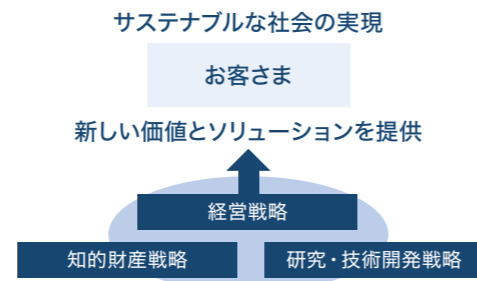 サステナブルな社会の実現
お客さま
新しい価値とソリューションを提供
経営戦略
知的財産戦略
研究・技術開発戦略